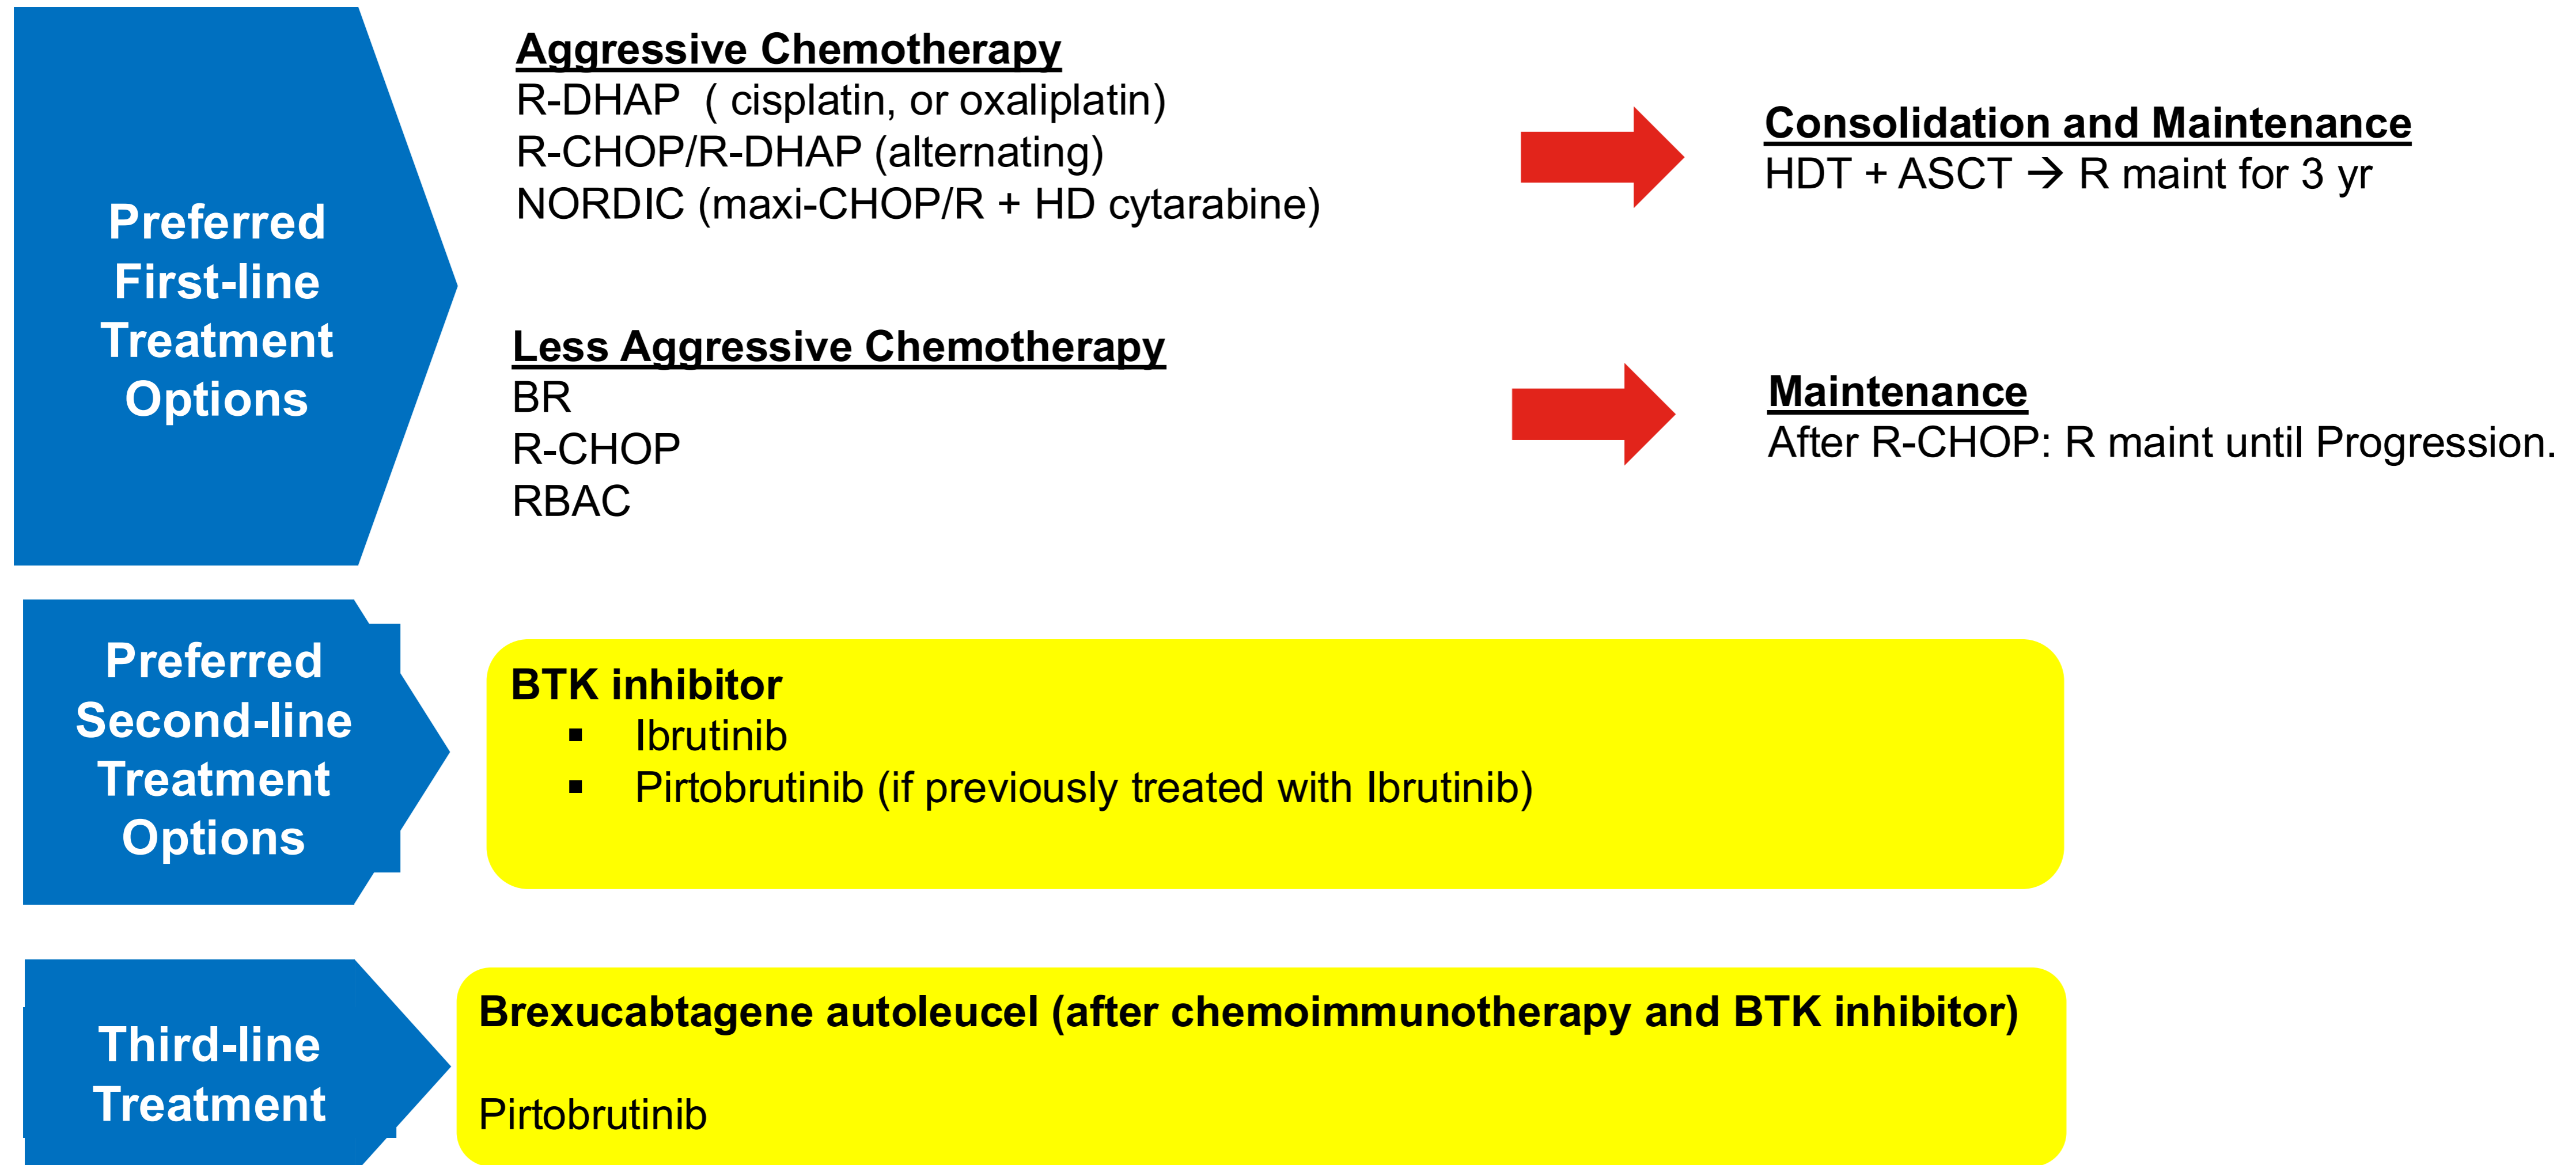 Preferred
First-line
Treatment
Options
Aggressive Chemotherapy
R-DHAP  ( cisplatin, or oxaliplatin)
R-CHOP/R-DHAP (alternating)
NORDIC (maxi-CHOP/R + HD cytarabine)
Consolidation and Maintenance
HDT + ASCT → R maint for 3 yr
Less Aggressive Chemotherapy
BR
R-CHOP
RBAC
Maintenance
After R-CHOP: R maint until Progression.
Preferred
Second-line
Treatment
Options
BTK inhibitor
▪ Ibrutinib
▪ Pirtobrutinib (if previously treated with Ibrutinib)
Third-line
Treatment
Brexucabtagene autoleucel (after chemoimmunotherapy and BTK inhibitor)
Pirtobrutinib